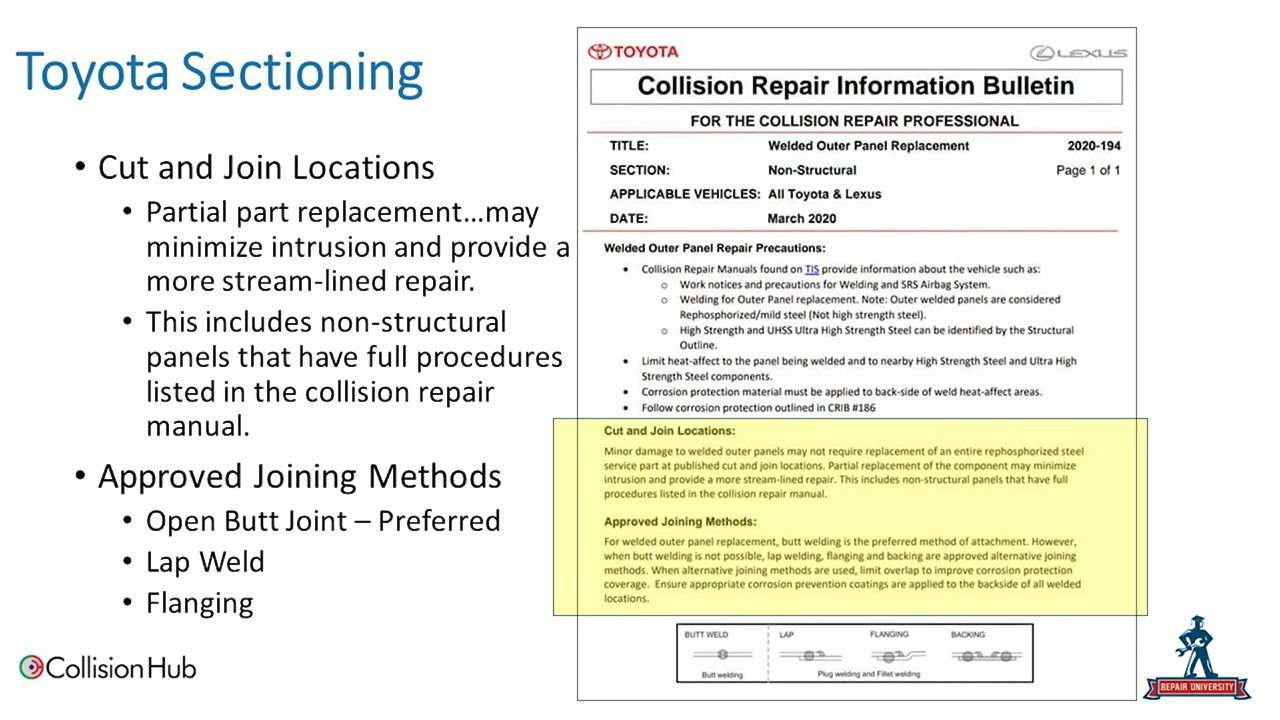 Toyota Sectioning
• Cut and Join Locations
• Partial part replacement…may
minimize intrusion and provide a
more stream-lined repair.
• This includes non-structural
panels that have full procedures
listed in the collision repair
manual.
• Approved Joining Methods
• Open Butt Joint – Preferred
• Lap Weld
• Flanging
Collision Hub
TOYOTA
LEXUS
Collision Repair Information Bulletin
FOR THE COLLISION REPAIR PROFESSIONAL
TITLE: Welded Outer Panel Replacement 2020-194
SECTION: Non-Structural Page 1 of 1
APPLICABLE VEHICLES: All Toyota & Lexus
DATE: March 2020
Welded Outer Panel Repair Precautions:
• Collision Repair Manuals found on TIS provide information about the vehicle such as:
o Work notices and precautions for Welding and SRS Airbag System.
o Welding for Outer Panel replacement. Note: Outer welded panels are considered
Rephosphorized/mild steel (Not high strength steel).
o High Strength and UHSS Ultra High Strength Steel can be identified by the Structural
Outline.
• Limit heat-affect to the panel being welded and to nearby High Strength Steel and Ultra High
Strength Steel components.
• Corrosion protection material must be applied to back-side of weld heat-affect areas.
• Follow corrosion protection outlined in CRIB #186
Cut and Join Locations:
Minor damage to welded outer panels may not require replacement of an entire rephosphorized steel
service part at published cut and join locations. Partial replacement of the component may minimize
intrusion and provide a more stream-lined repair. This includes non-structural panels that have full
procedures listed in the collision repair manual.
Approved Joining Methods:
For welded outer panel replacement, butt welding is the preferred method of attachment. However,
when butt welding is not possible, lap welding, flanging and backing are approved alternative joining
methods. When alternative joining methods are used, limit overlap to improve corrosion protection
coverage. Ensure appropriate corrosion prevention coatings are applied to the backside of all welded
locations.
BUTT WELD LAP FLANGING BACKING
Butt welding Plug welding and Fillet welding
REPAIR UNIVERSITY